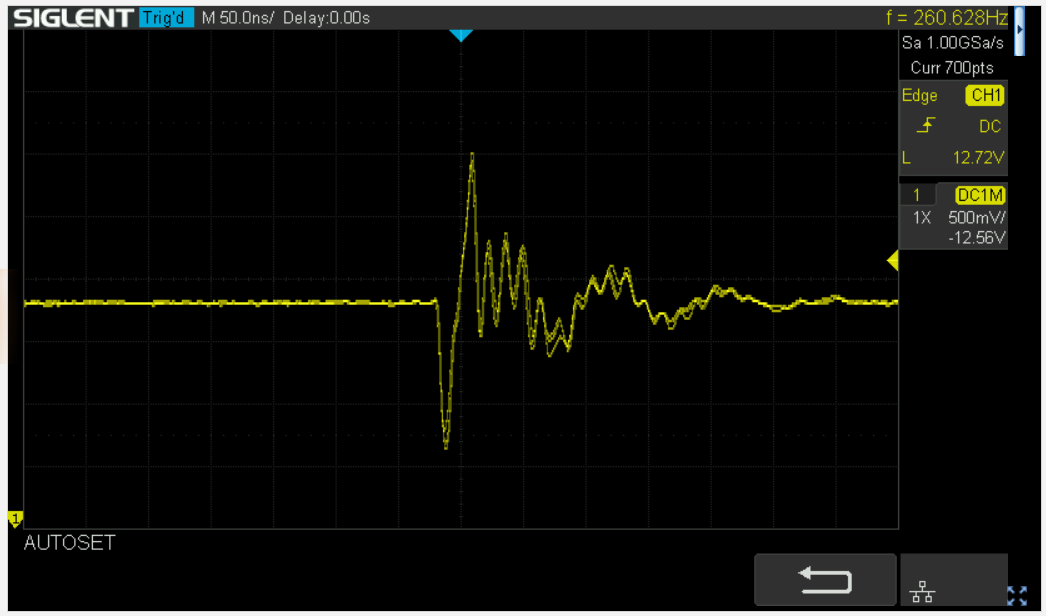 SIGLENT Trig'd M 50.0ns/ Delay:0.00s f = 260.628Hz
Sa 1.00GSa/s
Curr 700pts
Edge CH1
DC
L 12.72V
1 DC1M
1X 500mV/
-12.56V
1
AUTOSET